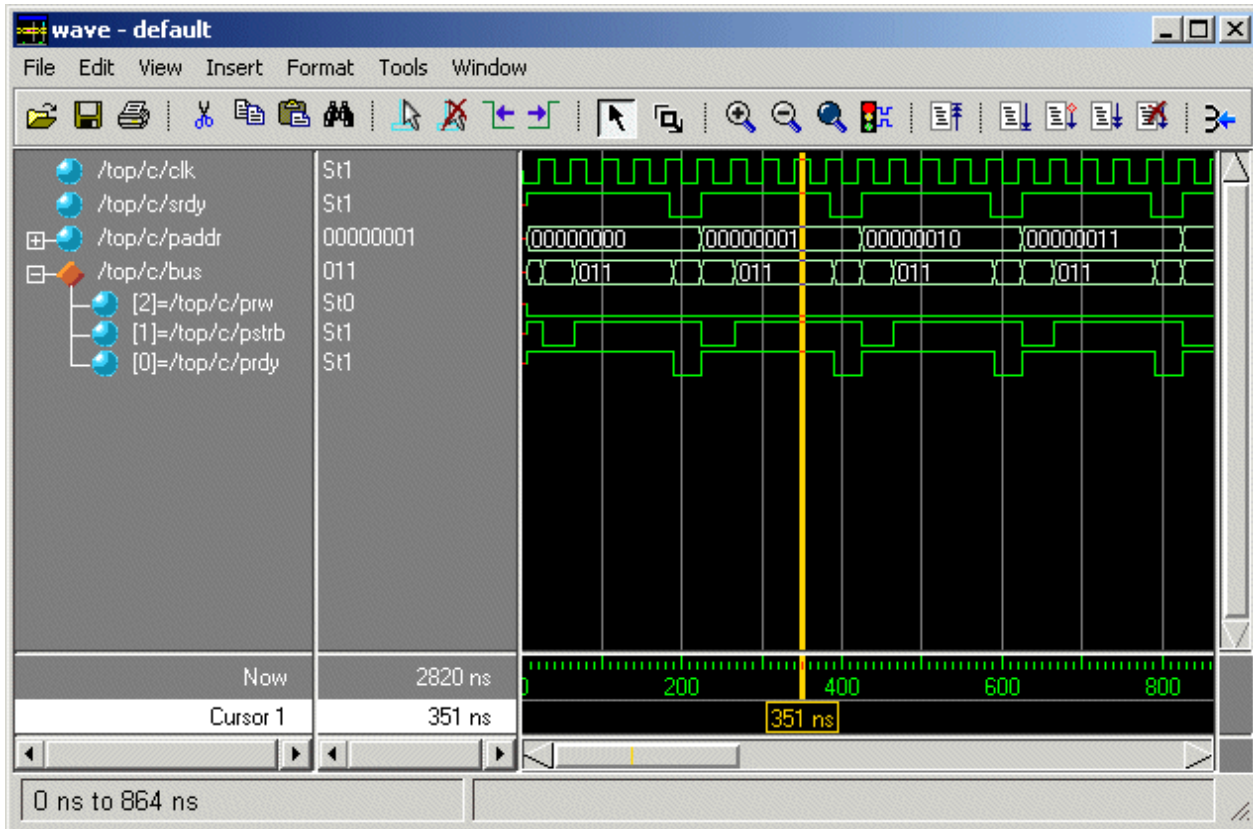 wave - default
File Edit View Insert Format Tools Window
/top/c/clk St1
/top/c/srdy St1
/top/c/paddr 00000001 00000000 00000001 00000010 00000011
/top/c/bus 011 011 011 011 011
[2]=/top/c/prw St0
[1]=/top/c/pstrb St1
[0]=/top/c/prdy St1
Now 2820 ns 0 200 400 600 800
Cursor 1 351 ns 351 ns
0 ns to 864 ns